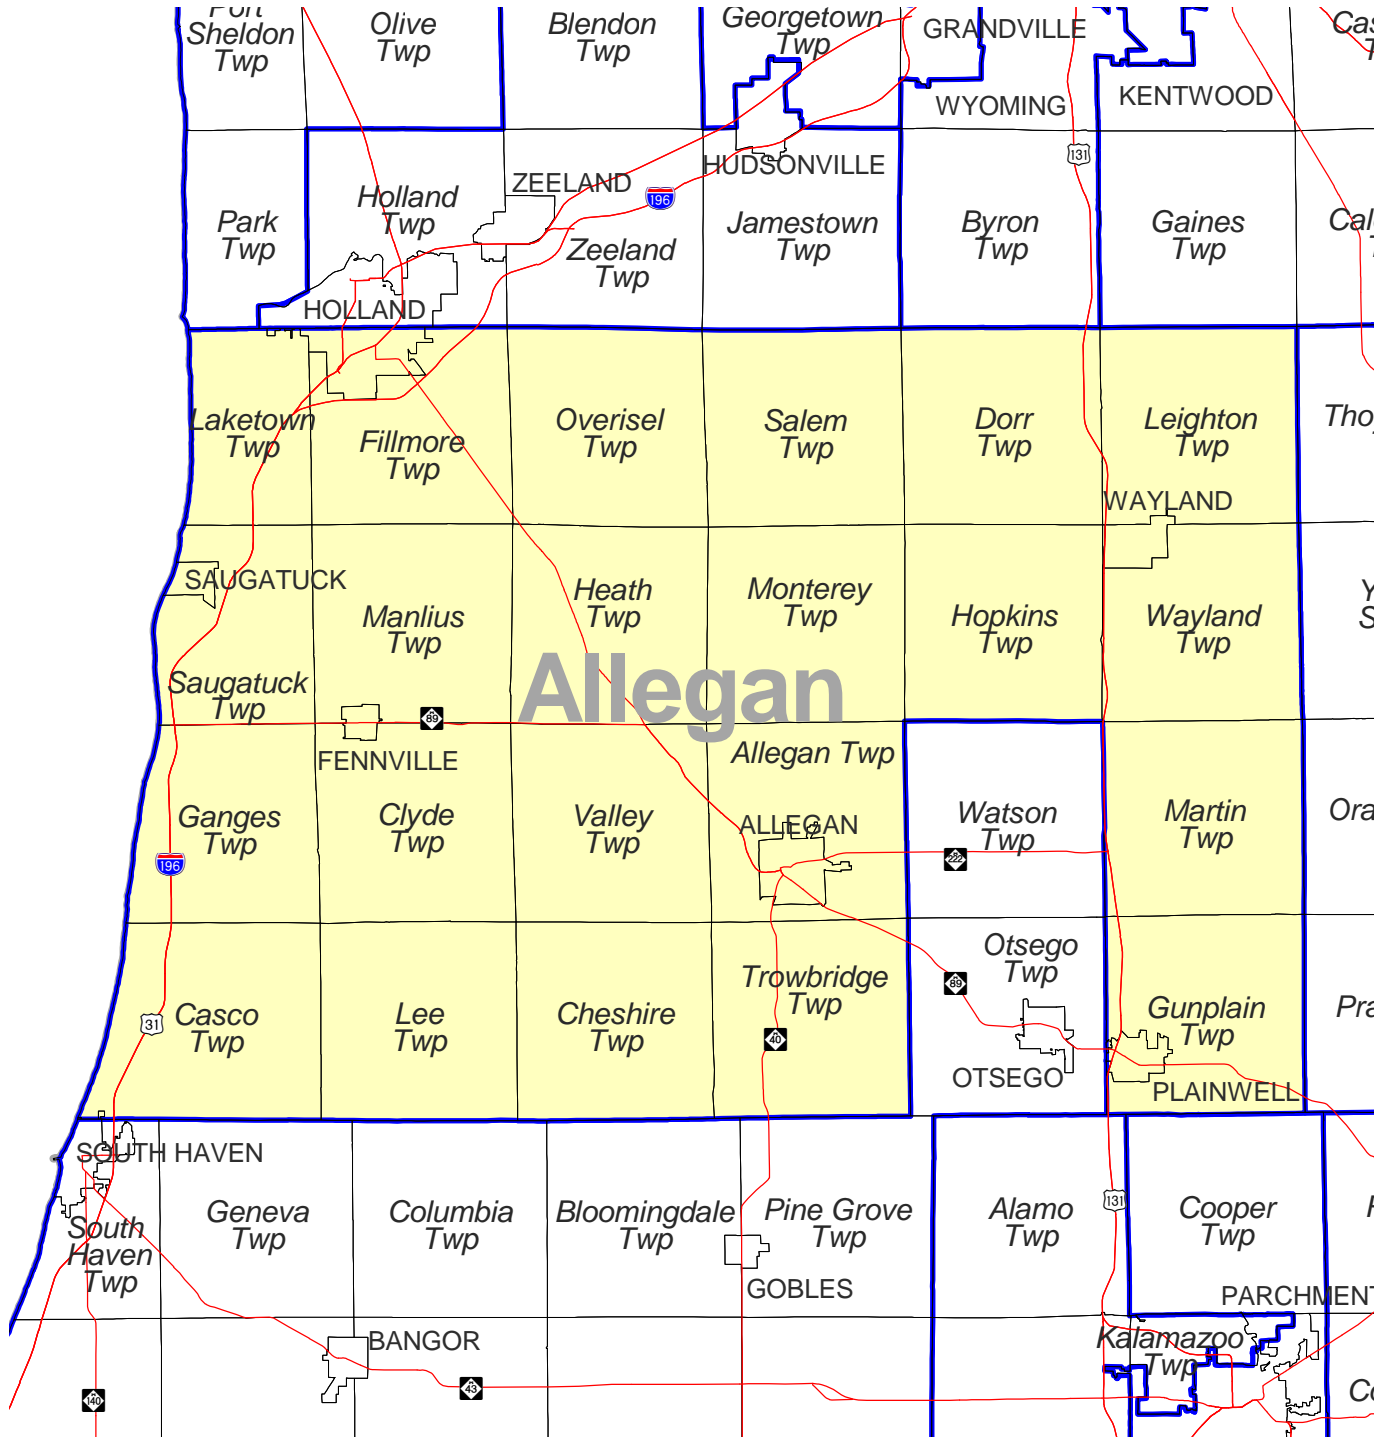 Port
Sheldon
Twp
Olive
Twp
Blendon
Twp
Georgetown
Twp
GRANDVILLE
WYOMING
KENTWOOD
131
HUDSONVILLE
ZEELAND
196
Holland
Twp
Park
Twp
Zeeland
Twp
Jamestown
Twp
Byron
Twp
Gaines
Twp
HOLLAND
Laketown
Twp
Fillmore
Twp
Overisel
Twp
Salem
Twp
Dorr
Twp
Leighton
Twp
WAYLAND
SAUGATUCK
Manlius
Twp
Heath
Twp
Monterey
Twp
Hopkins
Twp
Wayland
Twp
Allegan
Saugatuck
Twp
89
FENNVILLE
Allegan Twp
Ganges
Twp
Clyde
Twp
Valley
Twp
ALLEGAN
Watson
Twp
Martin
Twp
196
222
Otsego
Twp
89
Trowbridge
Twp
Casco
Twp
31
Lee
Twp
Cheshire
Twp
40
Gunplain
Twp
OTSEGO
PLAINWELL
SOUTH HAVEN
South
Haven
Twp
Geneva
Twp
Columbia
Twp
Bloomingdale
Twp
Pine Grove
Twp
Alamo
Twp
131
Cooper
Twp
GOBLES
PARCHMENT
BANGOR
Kalamazoo
Twp
140
43